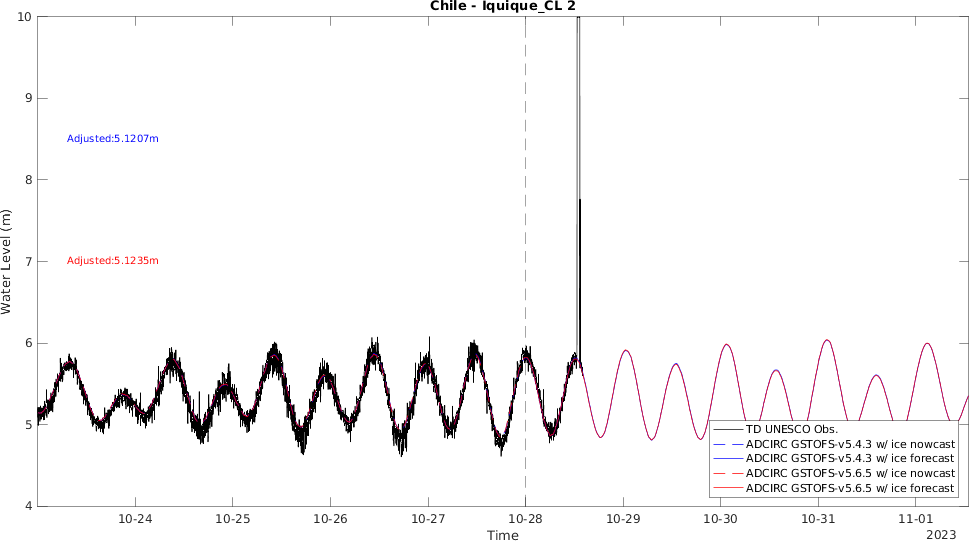 Chile - Iquique_CL 2
10
9
8
7
6
5
4
Water Level (m)
Adjusted:5.1207m
Adjusted:5.1235m
TD UNESCO Obs.
ADCIRC GSTOFS-v5.4.3 w/ ice nowcast
ADCIRC GSTOFS-v5.4.3 w/ ice forecast
ADCIRC GSTOFS-v5.6.5 w/ ice nowcast
ADCIRC GSTOFS-v5.6.5 w/ ice forecast
10-24 10-25 10-26 10-27 10-28 10-29 10-30 10-31 11-01
Time
2023